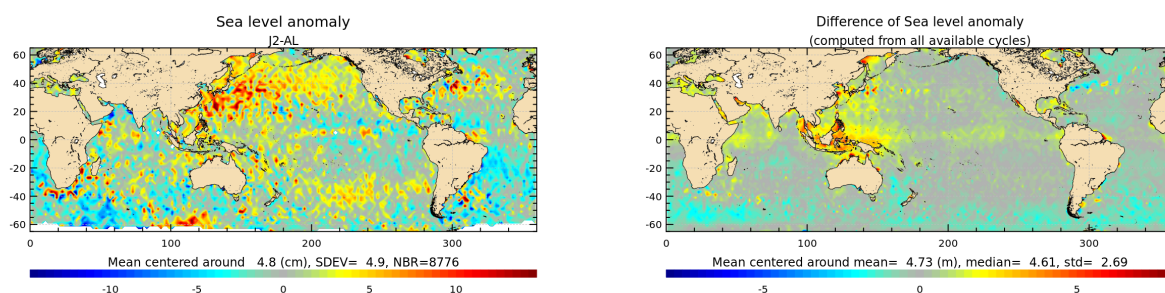 Sea level anomaly
J2-AL
60
40
20
0
-20
-40
-60
0 100 200 300
Mean centered around 4.8 (cm), SDEV= 4.9, NBR=8776
-10 -5 0 5 10
Difference of Sea level anomaly
(computed from all available cycles)
60
40
20
0
-20
-40
-60
0 100 200 300
Mean centered around mean= 4.73 (m), median= 4.61, std= 2.69
-5 0 5